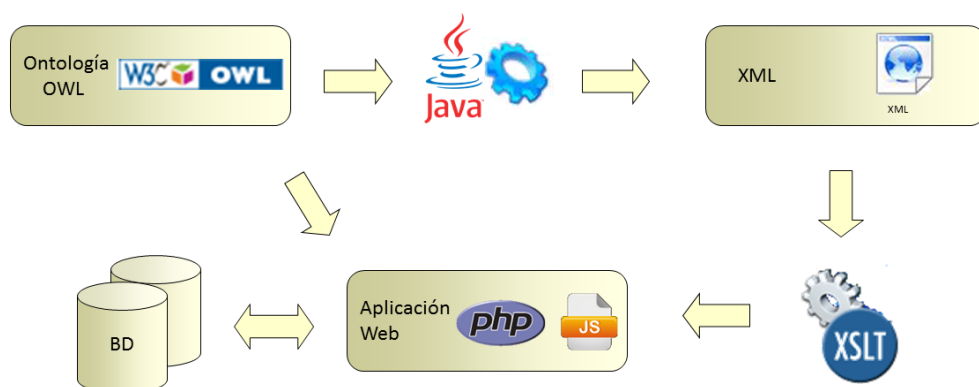 Ontología
OWL
W3C OWL
Java
XML
XML
BD
Aplicación
Web
php
JS
XSLT